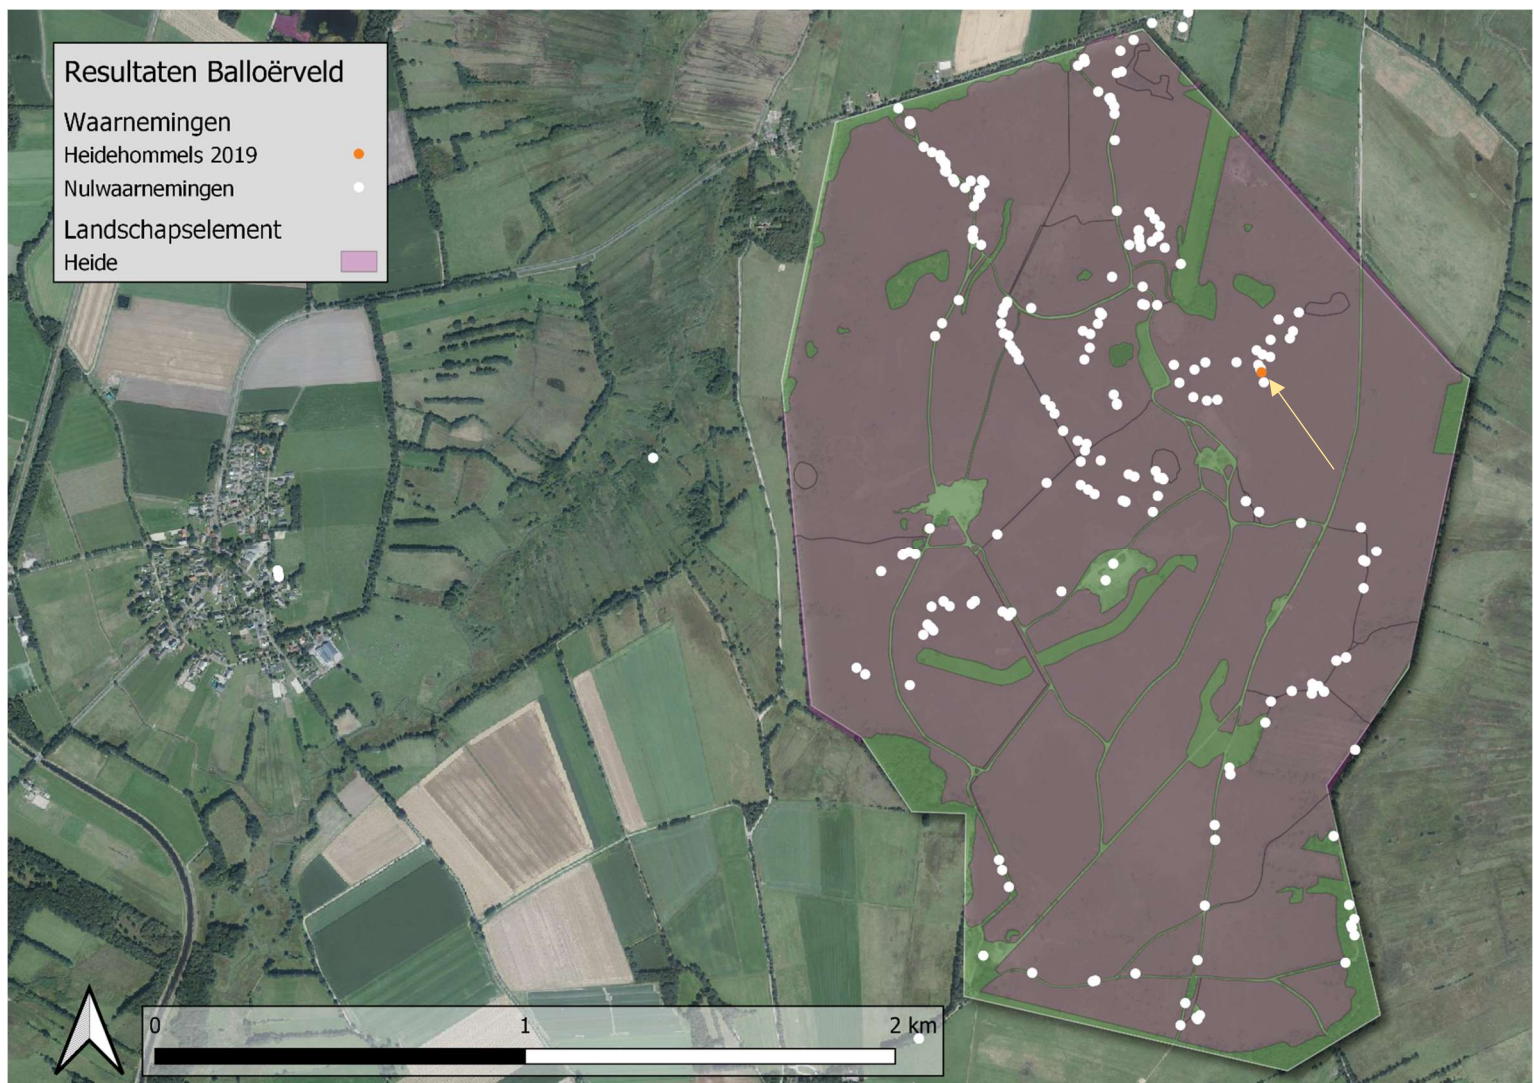 Resultaten Balloërveld
Waarnemingen
Heidehommels 2019
Nulwaarnemingen
Landschapselement
Heide
0 1 2 km